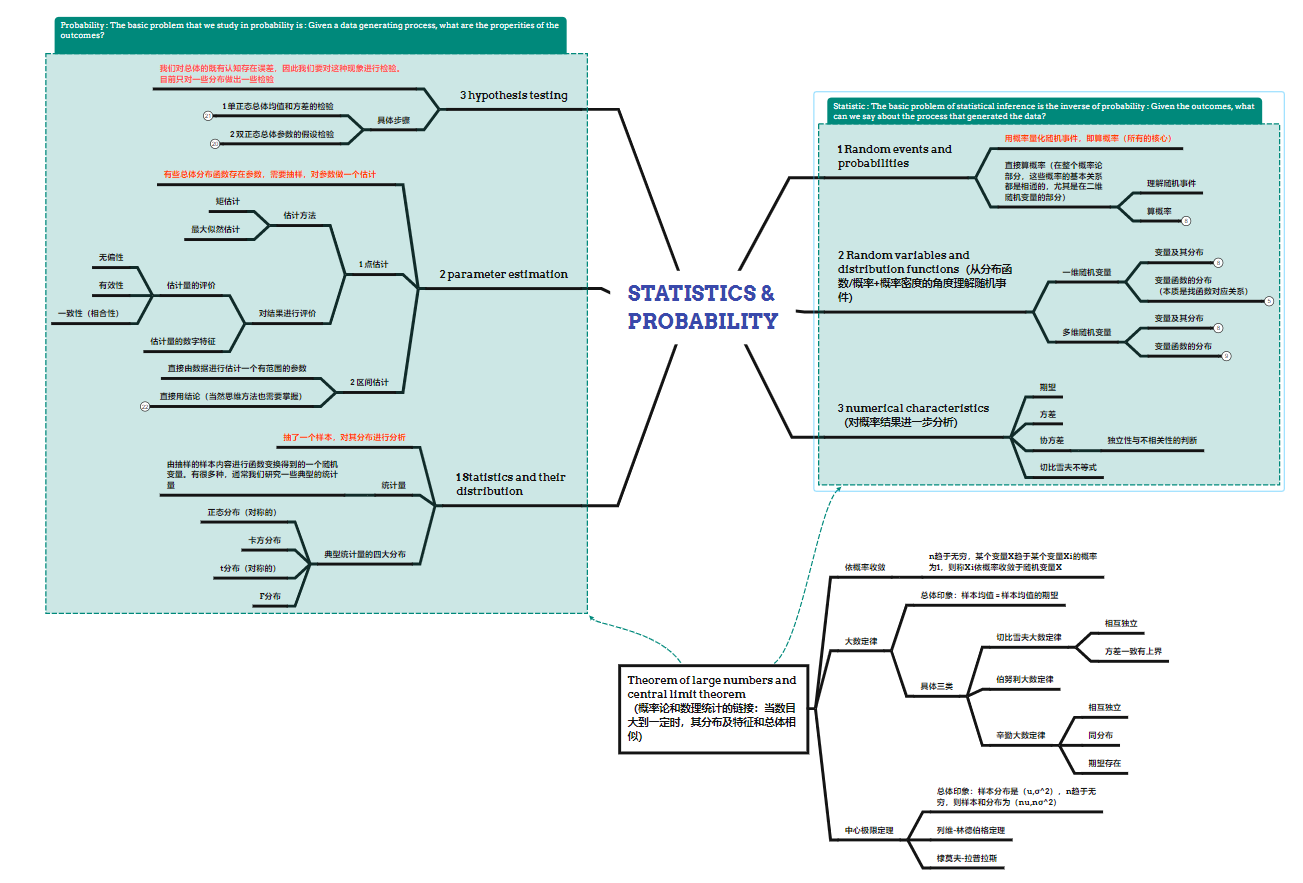 Probability : The basic problem that we study in probability is : Given a data generating process, what are the properities of the
outcomes?
我们对总体的既有认知存在误差，因此我们要对这种现象进行检验。
目前只对一些分布做出一些检验
3 hypothesis testing
1 单正态总体均值和方差的检验
21
具体步骤
2 双正态总体参数的假设检验
20
有些总体分布函数存在参数，需要抽样，对参数做一个估计
矩估计
估计方法
最大似然估计
1 点估计
2 parameter estimation
无偏性
有效性
估计量的评价
一致性（相合性）
对结果进行评价
估计量的数字特征
直接由数据进行估计一个有范围的参数
2 区间估计
直接用结论（当然思维方法也需要掌握）
22
抽了一个样本，对其分布进行分析
由抽样的样本内容进行函数变换得到的一个随机
变量。有很多种，通常我们研究一些典型的统计
量
统计量
1Statistics and their
distribution
正态分布（对称的）
卡方分布
典型统计量的四大分布
t分布（对称的）
F分布
STATISTICS &
PROBABILITY
Statistic : The basic problem of statistical inference is the inverse of probability : Given the outcomes, what
can we say about the process that generated the data?
1 Random events and
probabilities
用概率量化随机事件，即算概率（所有的核心）
直接算概率（在整个概率论
部分，这些概率的基本关系
都是相通的，尤其是在二维
随机变量的部分）
理解随机事件
算概率
8
2 Random variables and
distribution functions（从分布函
数/概率+概率密度的角度理解随机事
件）
一维随机变量
变量及其分布
8
变量函数的分布
（本质是找函数对应关系）
5
多维随机变量
变量及其分布
8
变量函数的分布
9
3 numerical characteristics
（对概率结果进一步分析）
期望
方差
协方差
独立性与不相关性的判断
切比雪夫不等式
Theorem of large numbers and
central limit theorem
（概率论和数理统计的链接：当数目
大到一定时，其分布及特征和总体相
似）
依概率收敛
n趋于无穷，某个变量X趋于某个变量Xi的概率
为1，则称Xi依概率收敛于随机变量X
大数定律
总体印象：样本均值 = 样本均值的期望
具体三类
切比雪夫大数定律
相互独立
方差一致有上界
伯努利大数定律
辛勤大数定律
相互独立
同分布
期望存在
中心极限定理
总体印象：样本分布是（u,σ^2），n趋于无
穷，则样本和分布为（nu,nσ^2）
列维-林德伯格定理
棣莫夫-拉普拉斯